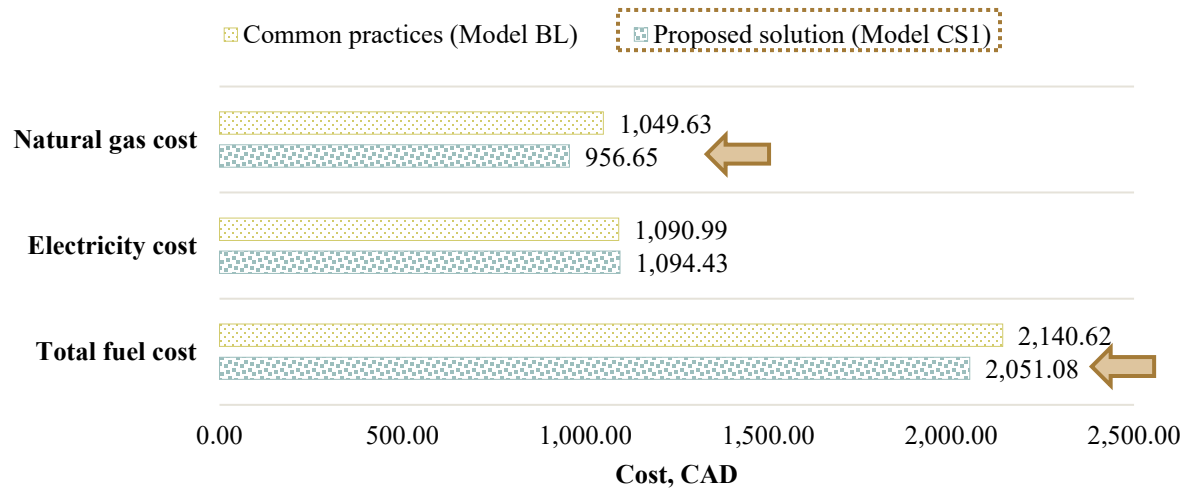 Common practices (Model BL) Proposed solution (Model CS1)
Natural gas cost 1,049.63
956.65
Electricity cost 1,090.99
1,094.43
Total fuel cost 2,140.62
2,051.08
0.00 500.00 1,000.00 1,500.00 2,000.00 2,500.00
Cost, CAD